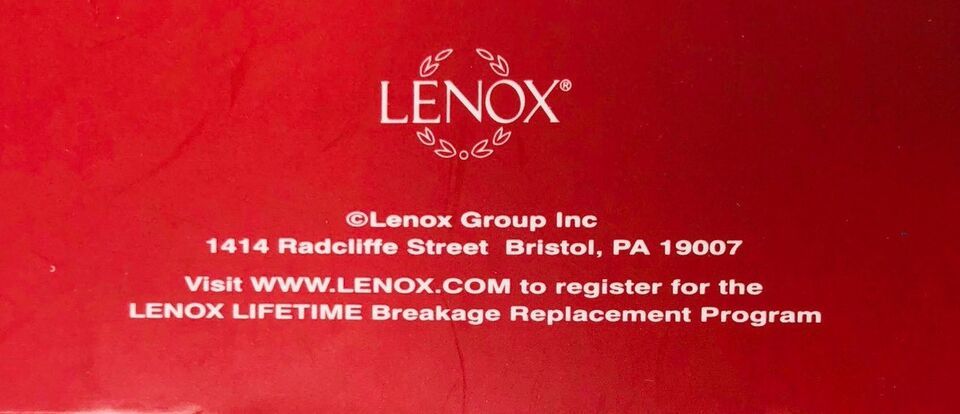 LENOX®
©Lenox Group Inc
1414 Radcliffe Street Bristol, PA 19007
Visit WWW.LENOX.COM to register for the
LENOX LIFETIME Breakage Replacement Program